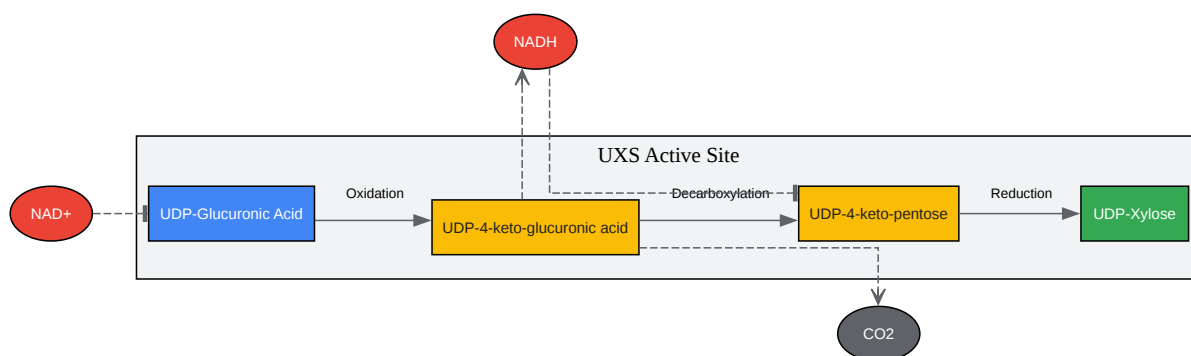 NADH
UXS Active Site
NAD+
UDP-Glucuronic Acid
Oxidation
UDP-4-keto-glucuronic acid
Decarboxylation
UDP-4-keto-pentose
Reduction
UDP-Xylose
CO2